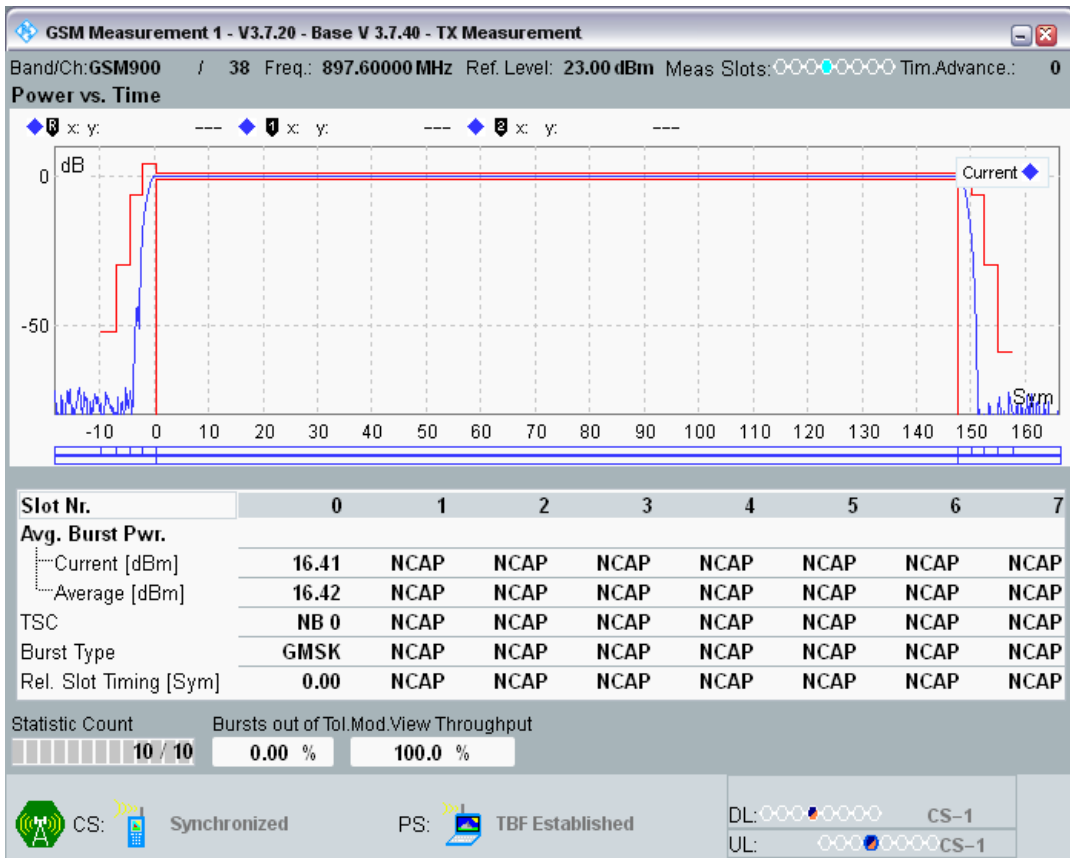 GSM Measurement 1 - V3.7.20 - Base V 3.7.40 - TX Measurement
Band/Ch:GSM900 / 38 Freq.: 897.60000 MHz Ref. Level: 23.00 dBm Meas Slots: Tim.Advance.: 0
Power vs. Time
R x: y: --- 1 x: y: --- 2 x: y: ---
dB
Current
0
-50
Sym
-10 0 10 20 30 40 50 60 70 80 90 100 110 120 130 140 150 160
Slot Nr. 0 1 2 3 4 5 6 7
Avg. Burst Pwr.
Current [dBm] 16.41 NCAP NCAP NCAP NCAP NCAP NCAP NCAP
Average [dBm] 16.42 NCAP NCAP NCAP NCAP NCAP NCAP NCAP
TSC NB 0 NCAP NCAP NCAP NCAP NCAP NCAP NCAP
Burst Type GMSK NCAP NCAP NCAP NCAP NCAP NCAP NCAP
Rel. Slot Timing [Sym] 0.00 NCAP NCAP NCAP NCAP NCAP NCAP NCAP
Statistic Count Bursts out of Tol. Mod.View Throughput
10 / 10 0.00 % 100.0 %
CS: Synchronized PS: TBF Established
DL: CS-1
UL: CS-1